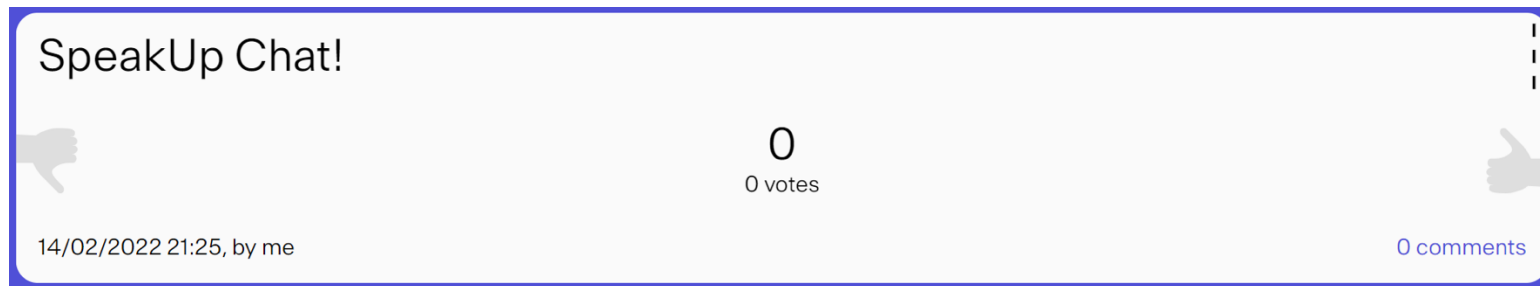 SpeakUp Chat!
0
0 votes
14/02/2022 21:25, by me
0 comments